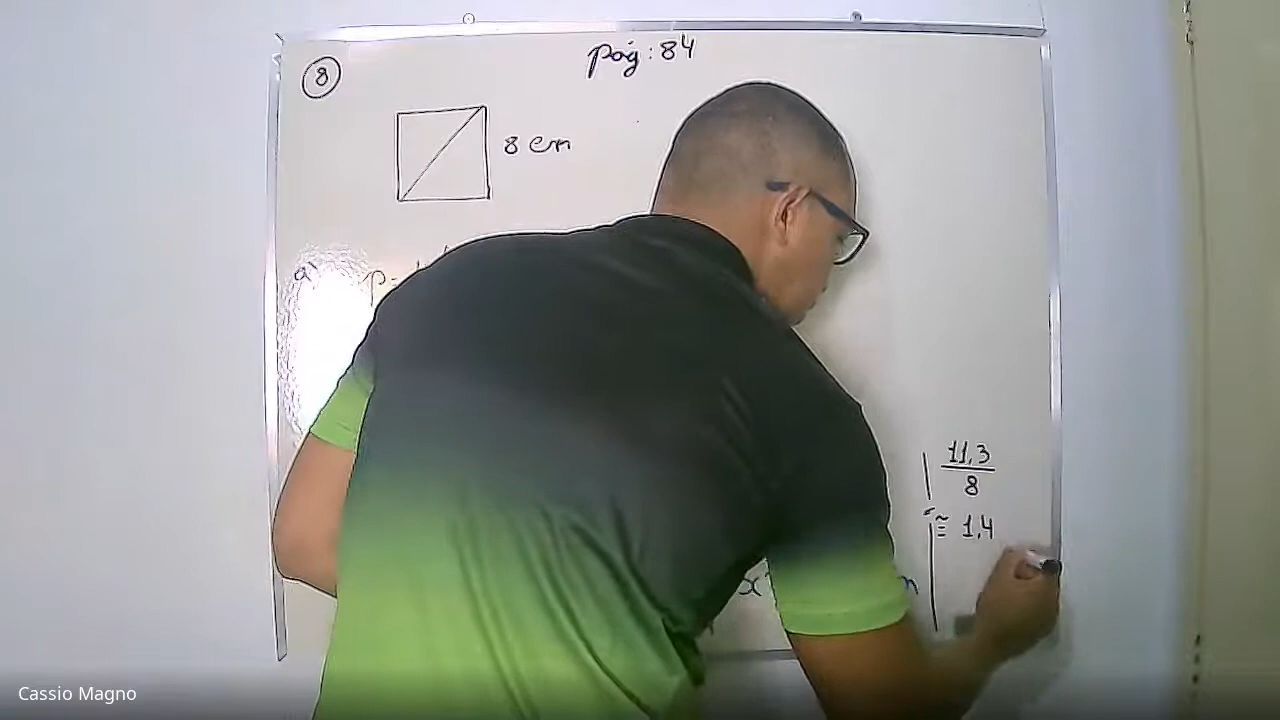 pág: 84
8
8 cm
a)
p =
11,3
8
≅ 1,4
x
Cassio Magno